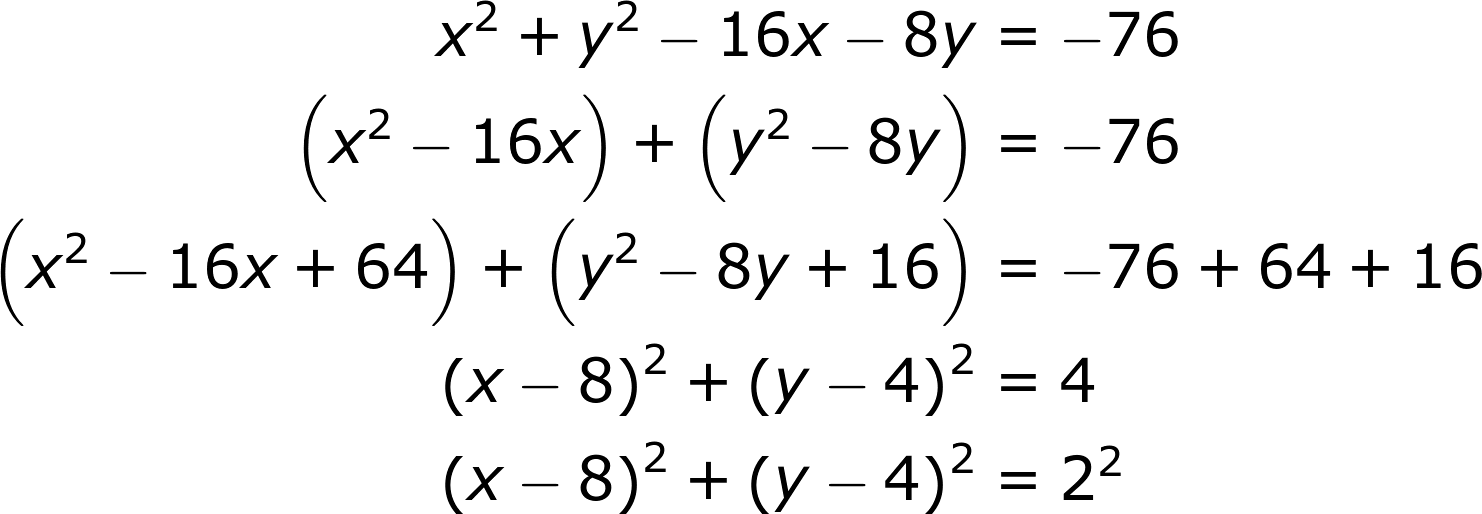 x² + y² − 16x − 8y = −76
(x² − 16x) + (y² − 8y) = −76
(x² − 16x + 64) + (y² − 8y + 16) = −76 + 64 + 16
(x − 8)² + (y − 4)² = 4
(x − 8)² + (y − 4)² = 2²